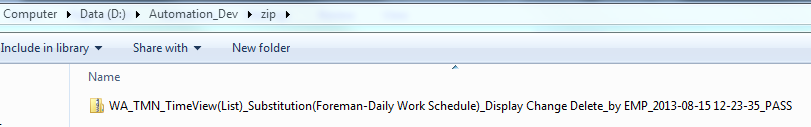 Computer ▸ Data (D:) ▸ Automation_Dev ▸ zip ▸
Include in library ▾ Share with ▾ New folder
Name
WA_TMN_TimeView(List)_Substitution(Foreman-Daily Work Schedule)_Display Change Delete_by EMP_2013-08-15 12-23-35_PASS